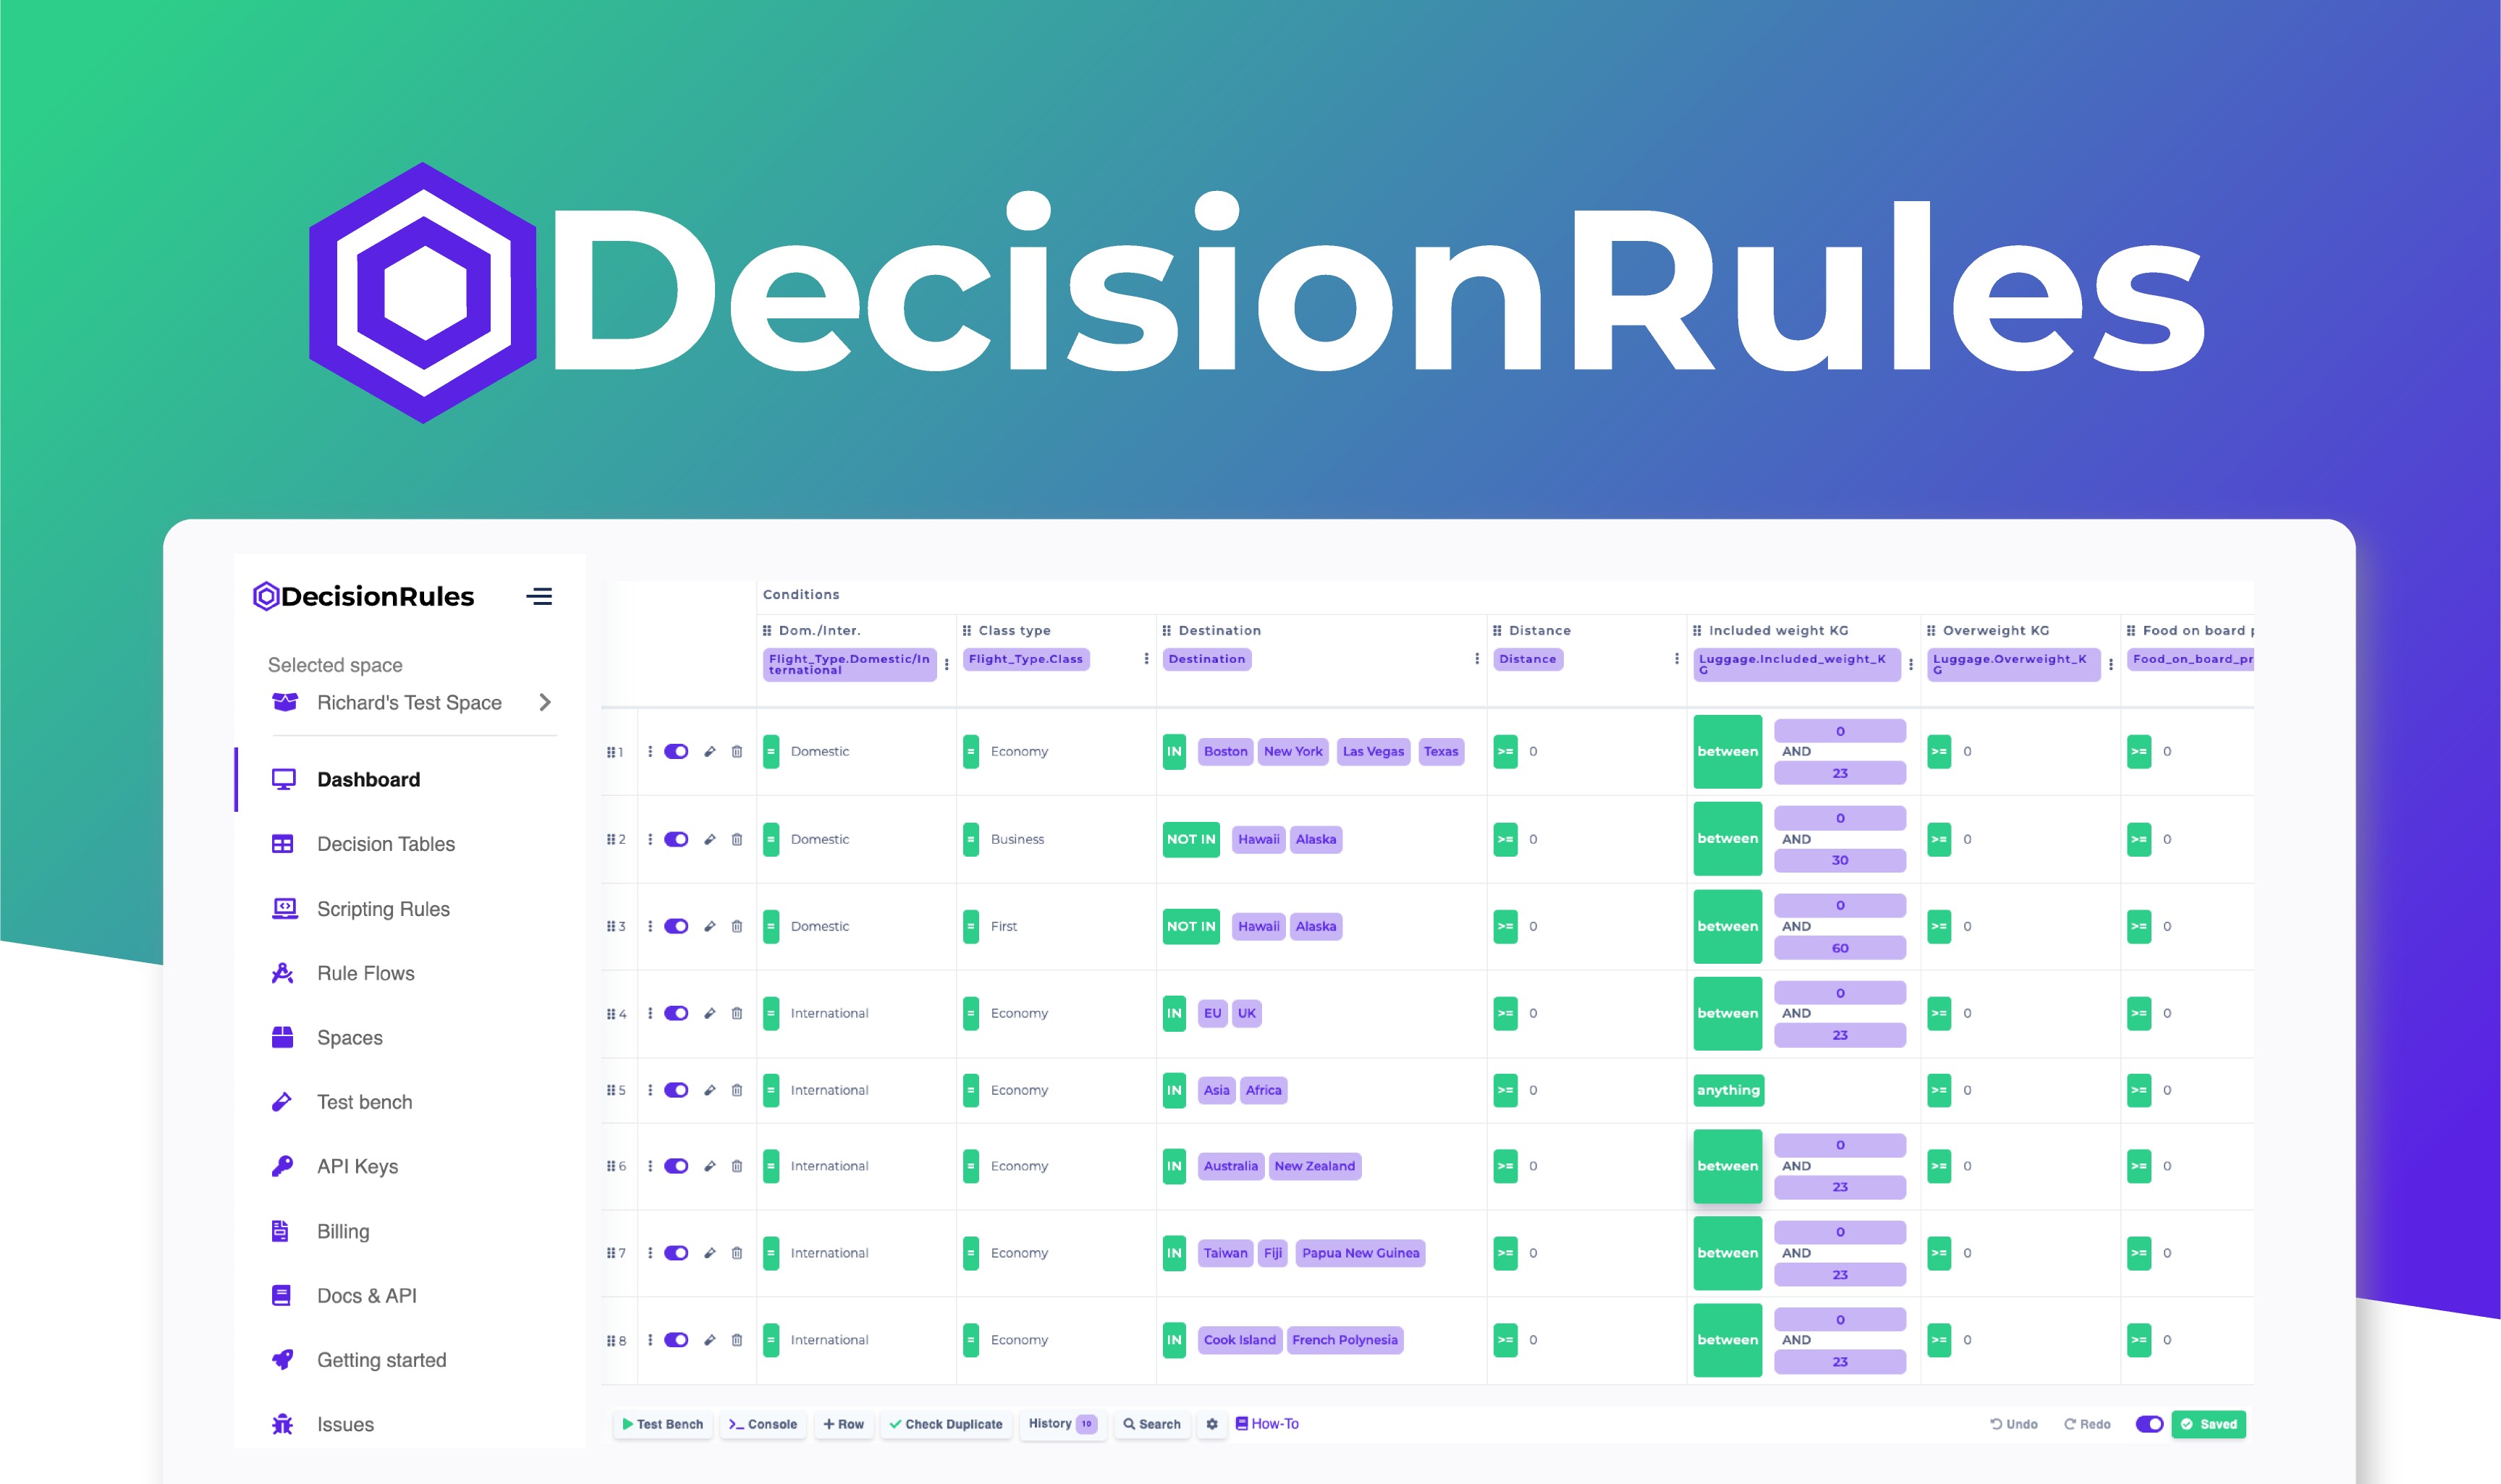 DecisionRules
DecisionRules
Selected space
Richard's Test Space
Dashboard
Decision Tables
Scripting Rules
Rule Flows
Spaces
Test bench
API Keys
Billing
Docs & API
Getting started
Issues
Conditions
Dom./Inter. Class type Destination Distance Included weight KG Overweight KG Food on board p
Flight_Type.Domestic/In Flight_Type.Class Destination Distance Luggage.Included_weight_K Luggage.Overweight_K Food_on_board_pr
ternational G G
1 = Domestic = Economy IN Boston New York Las Vegas Texas >= 0 between 0 AND 23 >= 0 >= 0
2 = Domestic = Business NOT IN Hawaii Alaska >= 0 between 0 AND 30 >= 0 >= 0
3 = Domestic = First NOT IN Hawaii Alaska >= 0 between 0 AND 60 >= 0 >= 0
4 = International = Economy IN EU UK >= 0 between 0 AND 23 >= 0 >= 0
5 = International = Economy IN Asia Africa >= 0 anything >= 0 >= 0
6 = International = Economy IN Australia New Zealand >= 0 between 0 AND 23 >= 0 >= 0
7 = International = Economy IN Taiwan Fiji Papua New Guinea >= 0 between 0 AND 23 >= 0 >= 0
8 = International = Economy IN Cook Island French Polynesia >= 0 between 0 AND 23 >= 0 >= 0
Test Bench >_ Console + Row Check Duplicate History 10 Search How-To Undo Redo Saved